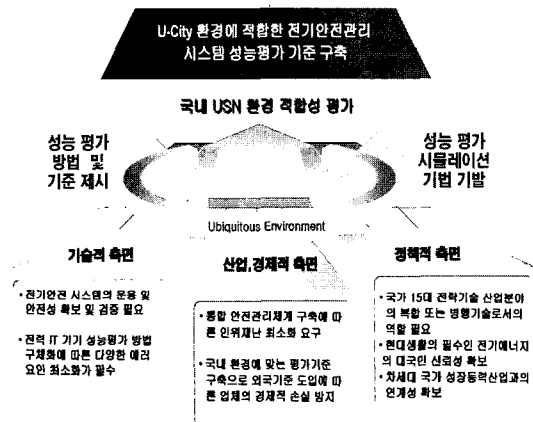 U-City 환경에 적합한 전기안전관리
시스템 성능평가 기준 구축
국내 USN 환경 적합성 평가
성능 평가
방법 및
기준 제시
성능 평가
시뮬레이션
기법 기발
Ubiquitous Environment
기술적 측면
• 전기안전 시스템의 운용 및
안전성 확보 및 검증 필요
• 전력 IT 기기 성능평가 방법
구체화에 따른 다양한 에러
요인 최소화가 필수
산업,경제적 측면
• 통합 안전관리체계 구축에 따
른 인위재난 최소화 요구
• 국내 환경에 맞는 평가기준
구축으로 외국기준 도입에 따
른 업체의 경제적 손실 방지
정책적 측면
• 국가 15대 전략기술 산업분야
의 복합 또는 병행기술로서의
역할 필요
• 현대생활의 필수인 전기에너지
의 대국민 신뢰성 확보
• 차세대 국가 성장동력산업과의
연계성 확보